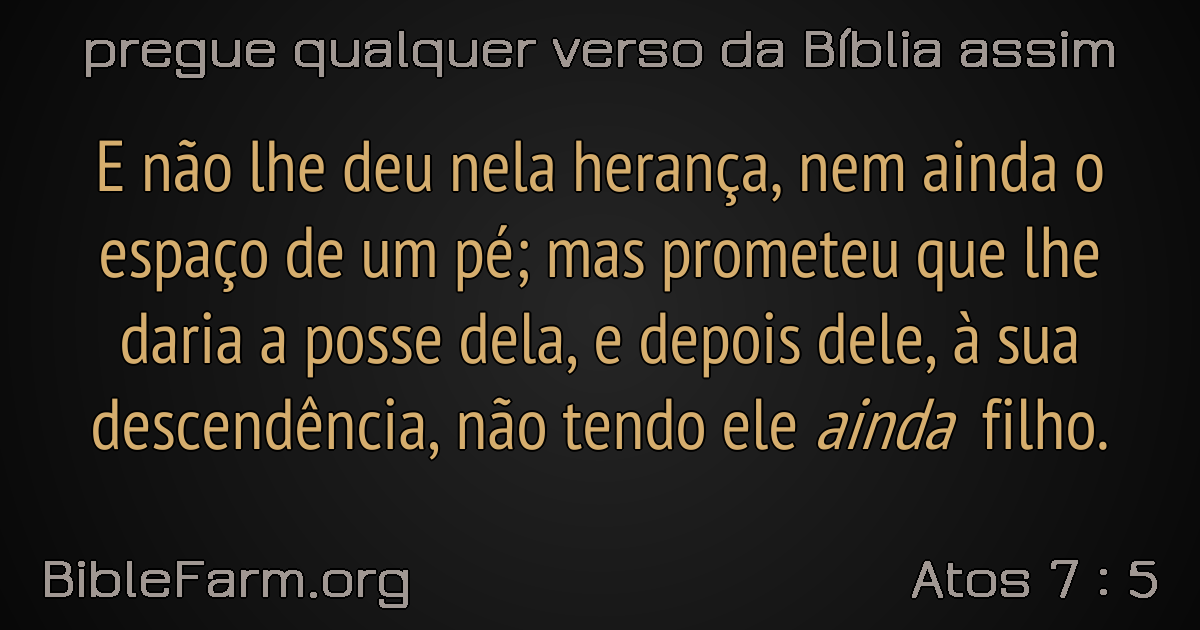 pregue qualquer verso da Bíblia assim
E não lhe deu nela herança, nem ainda o
espaço de um pé; mas prometeu que lhe
daria a posse dela, e depois dele, à sua
descendência, não tendo ele ainda filho.
BibleFarm.org
Atos 7 : 5